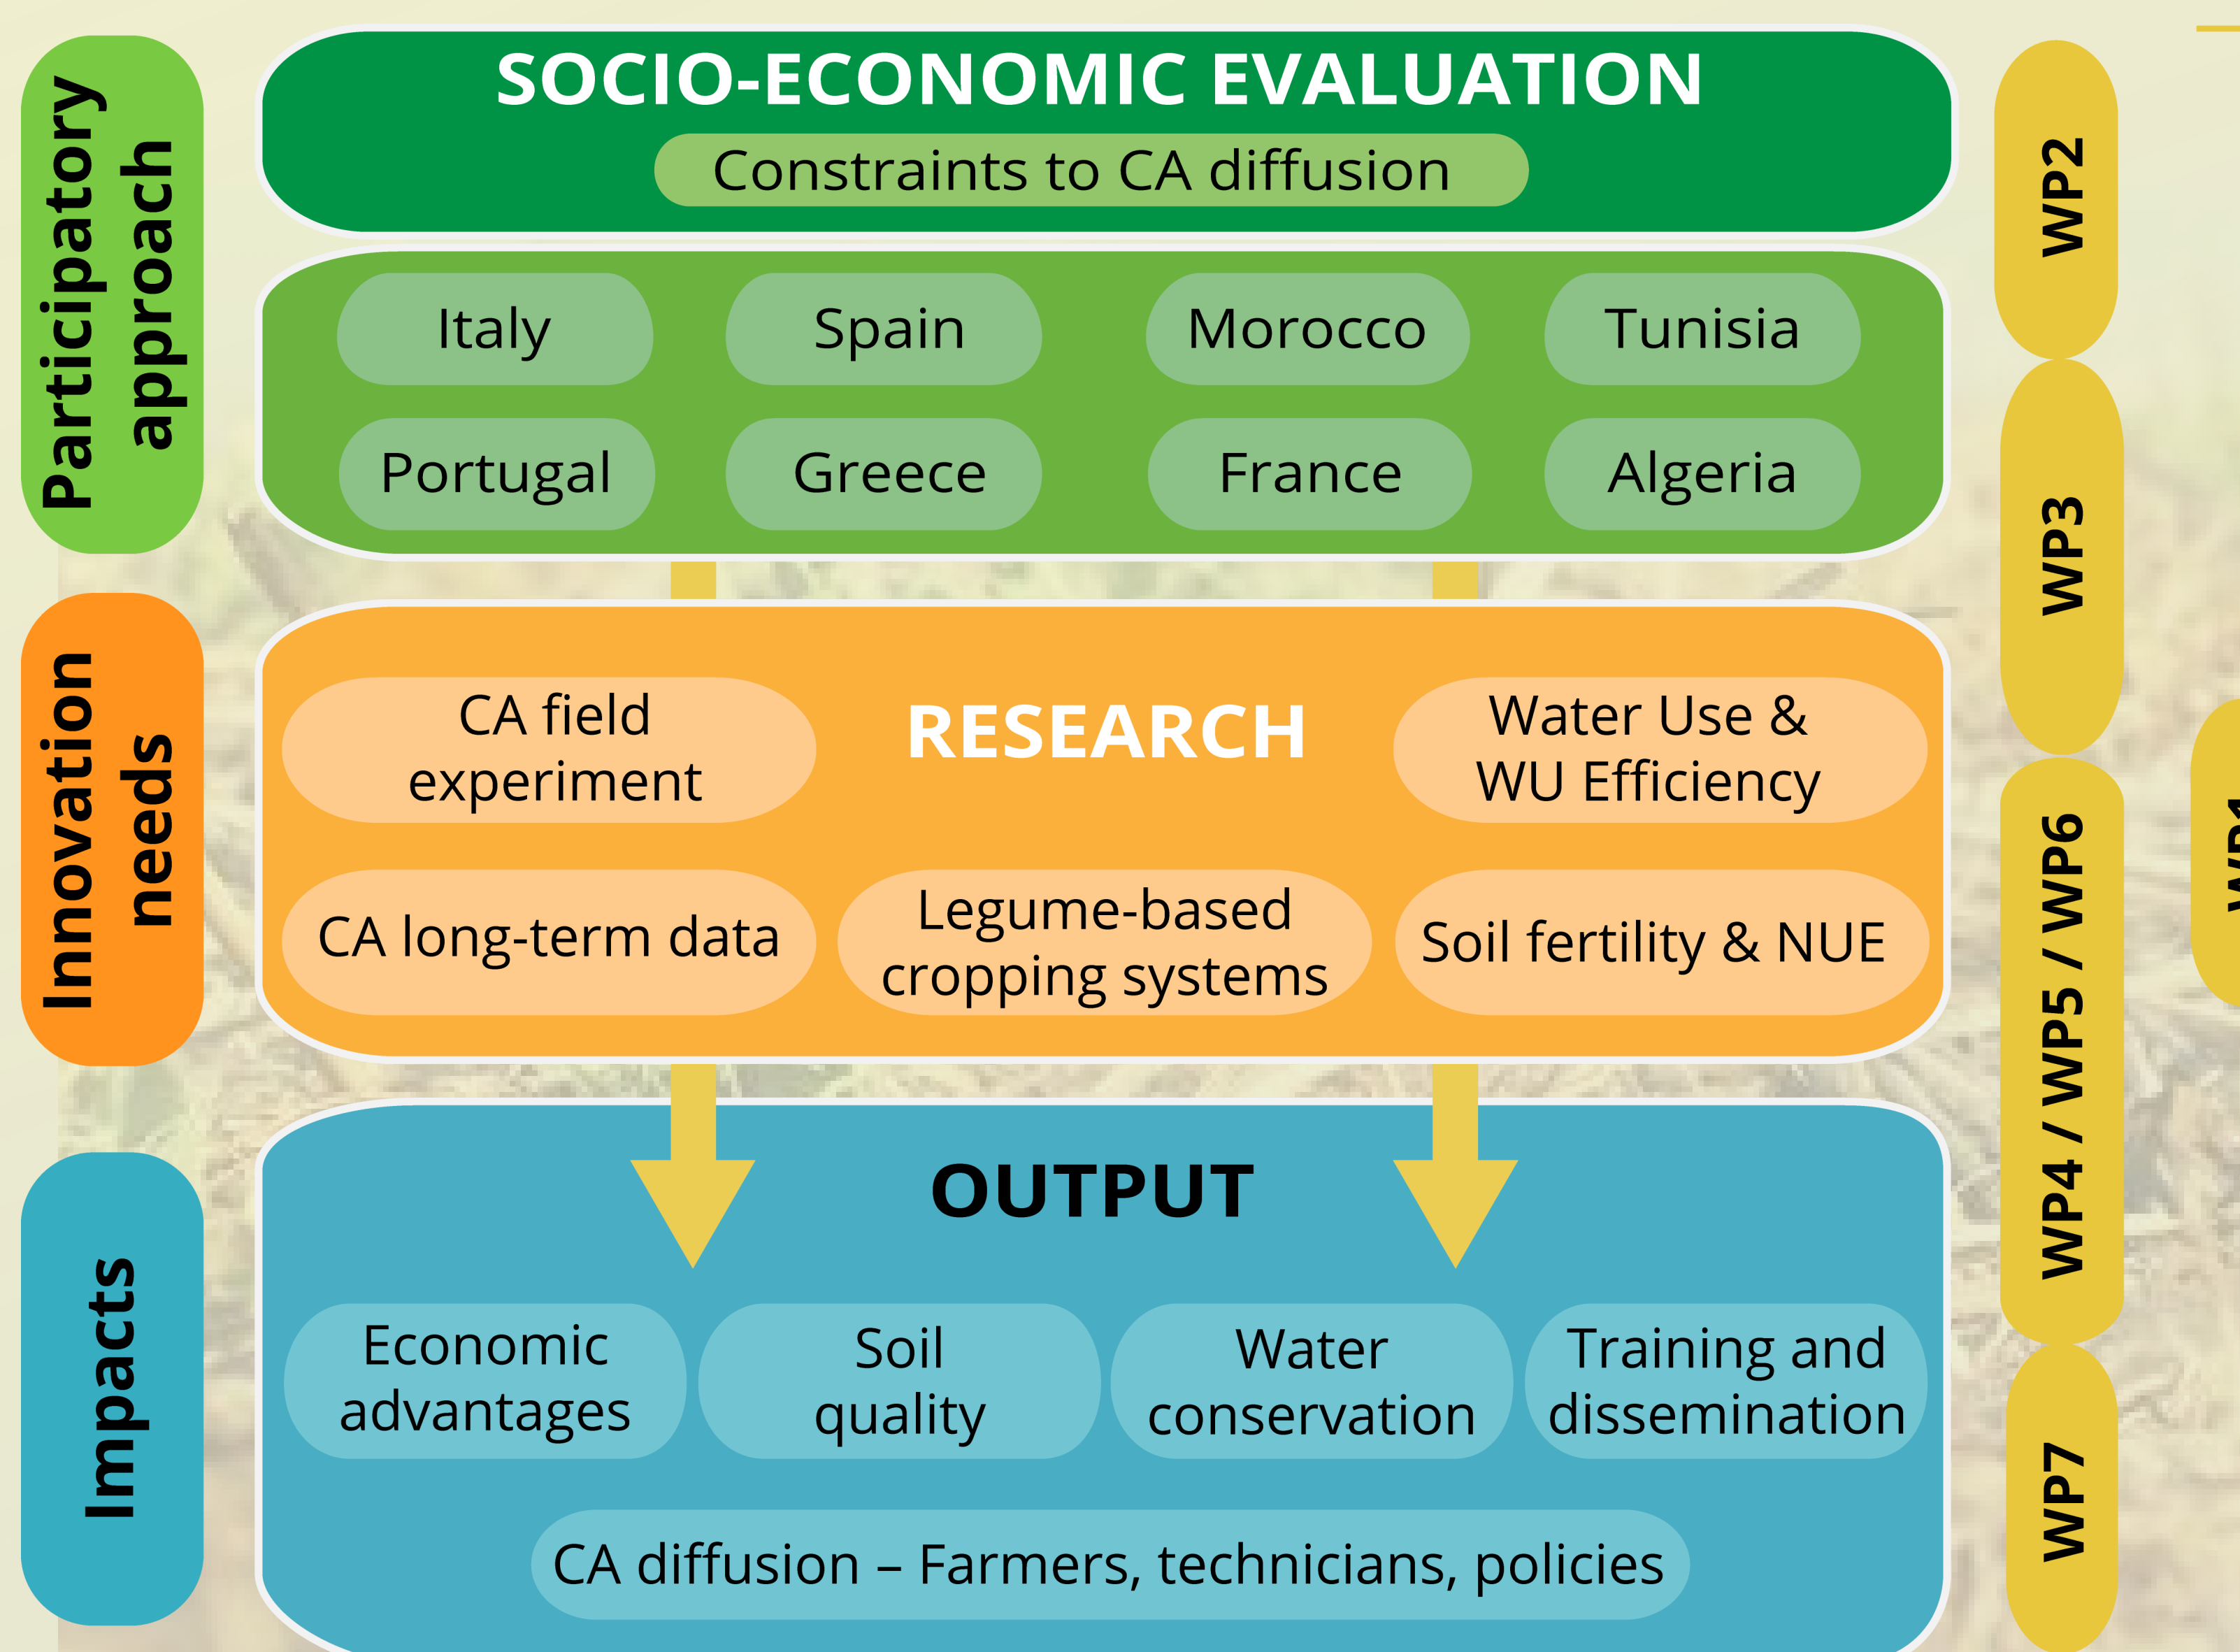 Participatory
approach
SOCIO-ECONOMIC EVALUATION
Constraints to CA diffusion
Italy
Spain
Morocco
Tunisia
Portugal
Greece
France
Algeria
WP2
WP3
Innovation
needs
CA field
experiment
RESEARCH
Water Use &
WU Efficiency
CA long-term data
Legume-based
cropping systems
Soil fertility & NUE
WP4 / WP5 / WP6
Impacts
OUTPUT
Economic
advantages
Soil
quality
Water
conservation
Training and
dissemination
CA diffusion – Farmers, technicians, policies
WP7